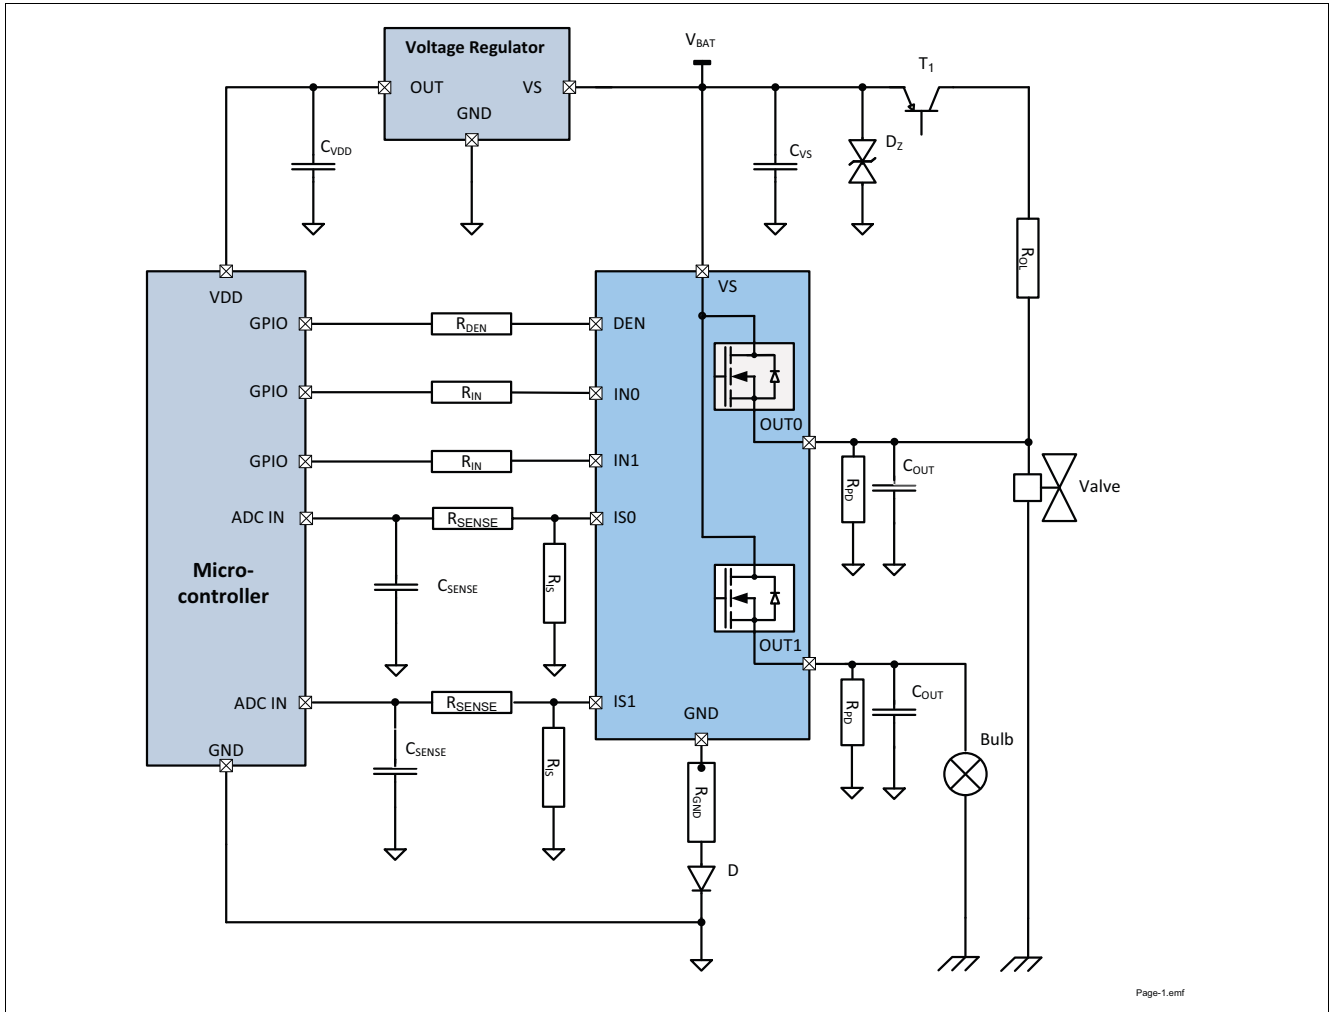 Voltage Regulator
OUT
VS
GND
VBAT
T1
CVDD
CVS
DZ
ROL
VDD
VS
GPIO
RDEN
DEN
GPIO
RIN
IN0
OUT0
GPIO
RIN
IN1
COUT
RPD
Valve
ADC IN
RSENSE
IS0
Micro-
controller
CSENSE
RIS
OUT1
ADC IN
RSENSE
IS1
GND
COUT
RPD
Bulb
GND
CSENSE
RIS
RGND
D
Page-1.emf